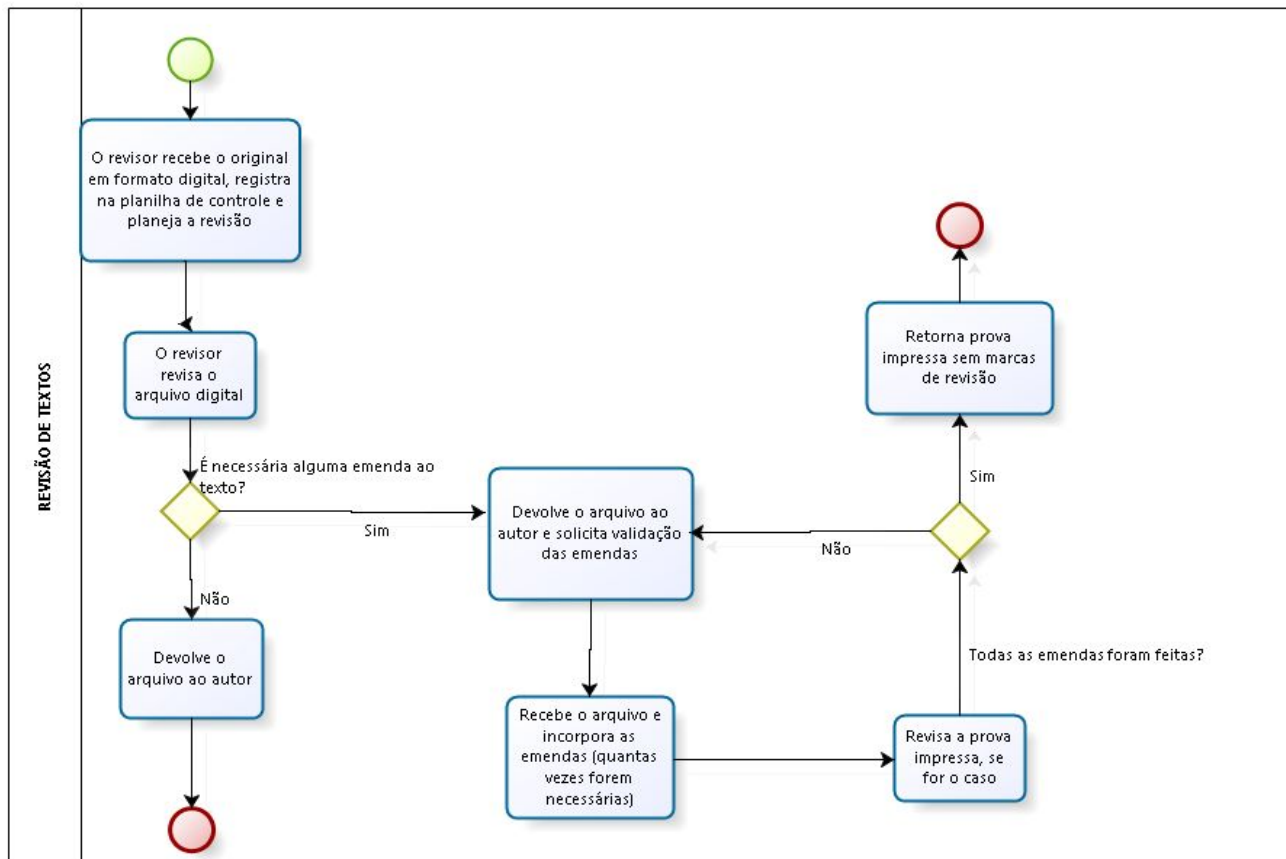 REVISÃO DE TEXTOS
O revisor recebe o original
em formato digital, registra
na planilha de controle e
planeja a revisão
O revisor
revisa o
arquivo digital
É necessária alguma emenda ao
texto?
Sim
Não
Devolve o
arquivo ao autor
Devolve o arquivo ao
autor e solicita validação
das emendas
Recebe o arquivo e
incorpora as
emendas (quantas
vezes forem
necessárias)
Revisa a prova
impressa, se
for o caso
Todas as emendas foram feitas?
Não
Sim
Retorna prova
impressa sem marcas
de revisão